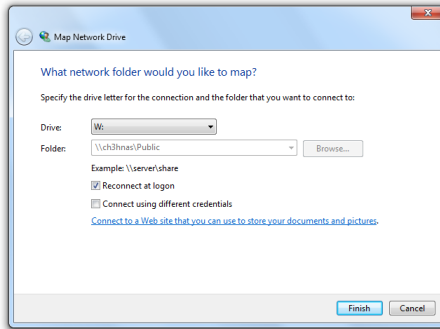 Map Network Drive
What network folder would you like to map?
Specify the drive letter for the connection and the folder that you want to connect to:
Drive: W:
Folder: \\ch3hnas\Public Browse...
Example: \\server\share
Reconnect at logon
Connect using different credentials
Connect to a Web site that you can use to store your documents and pictures.
Finish Cancel